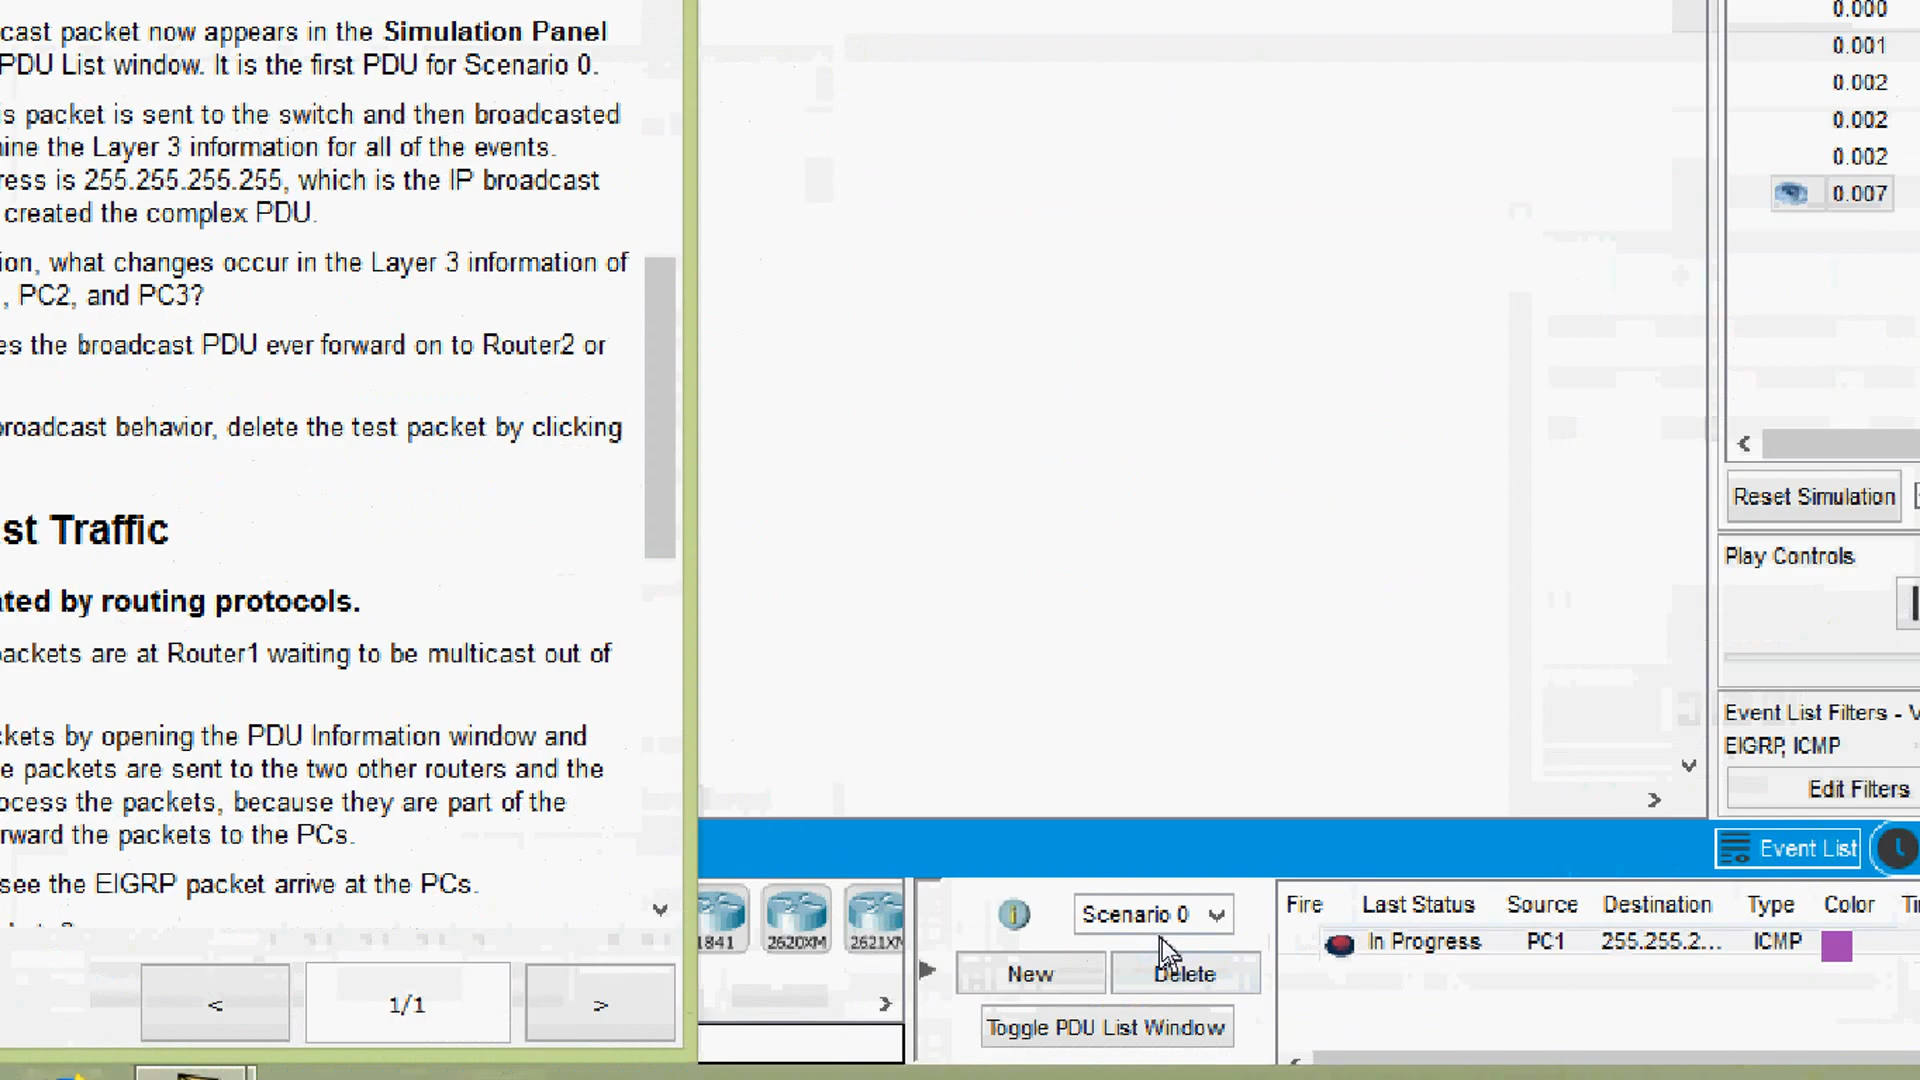 cast packet now appears in the Simulation Panel
PDU List window. It is the first PDU for Scenario 0.
is packet is sent to the switch and then broadcasted
nine the Layer 3 information for all of the events.
ress is 255.255.255.255, which is the IP broadcast
created the complex PDU.
ion, what changes occur in the Layer 3 information of
, PC2, and PC3?
es the broadcast PDU ever forward on to Router2 or
broadcast behavior, delete the test packet by clicking
st Traffic
ated by routing protocols.
packets are at Router1 waiting to be multicast out of
ckets by opening the PDU Information window and
e packets are sent to the two other routers and the
ocess the packets, because they are part of the
rward the packets to the PCs.
see the EIGRP packet arrive at the PCs.
<
1/1
>
0.000
0.001
0.002
0.002
0.002
0.007
Reset Simulation
Play Controls
Event List Filters - V
EIGRP, ICMP
Edit Filters
Event List
1841
2620XM
2621XM
Scenario 0
New
Delete
Toggle PDU List Window
Fire Last Status Source Destination Type Color Ti
In Progress PC1 255.255.2... ICMP